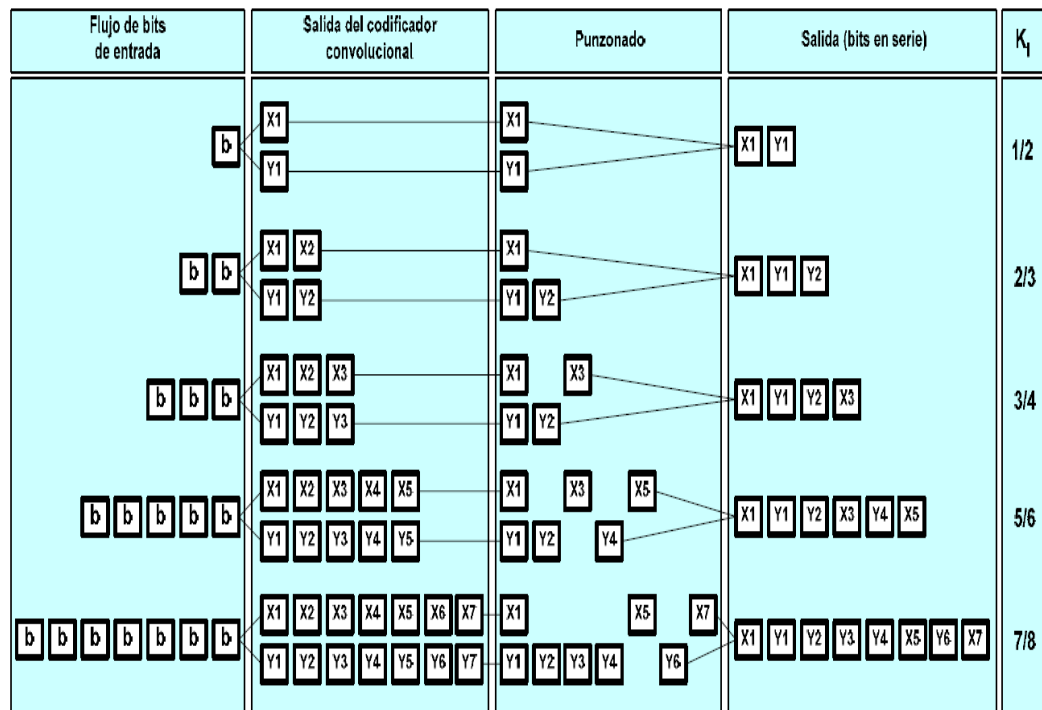 Flujo de bits
de entrada
Salida del codificador
convolucional
Punzonado
Salida (bits en serie)
K₁
b
X1
Y1
X1
Y1
X1 Y1
1/2
b b
X1 X2
Y1 Y2
X1
Y1 Y2
X1 Y1 Y2
2/3
b b b
X1 X2 X3
Y1 Y2 Y3
X1 X3
Y1 Y2
X1 Y1 Y2 X3
3/4
b b b b b
X1 X2 X3 X4 X5
Y1 Y2 Y3 Y4 Y5
X1 X3 X5
Y1 Y2 Y4
X1 Y1 Y2 X3 Y4 X5
5/6
b b b b b b b
X1 X2 X3 X4 X5 X6 X7
Y1 Y2 Y3 Y4 Y5 Y6 Y7
X1 X5 X7
Y1 Y2 Y3 Y4 Y6
X1 Y1 Y2 Y3 Y4 X5 Y6 X7
7/8